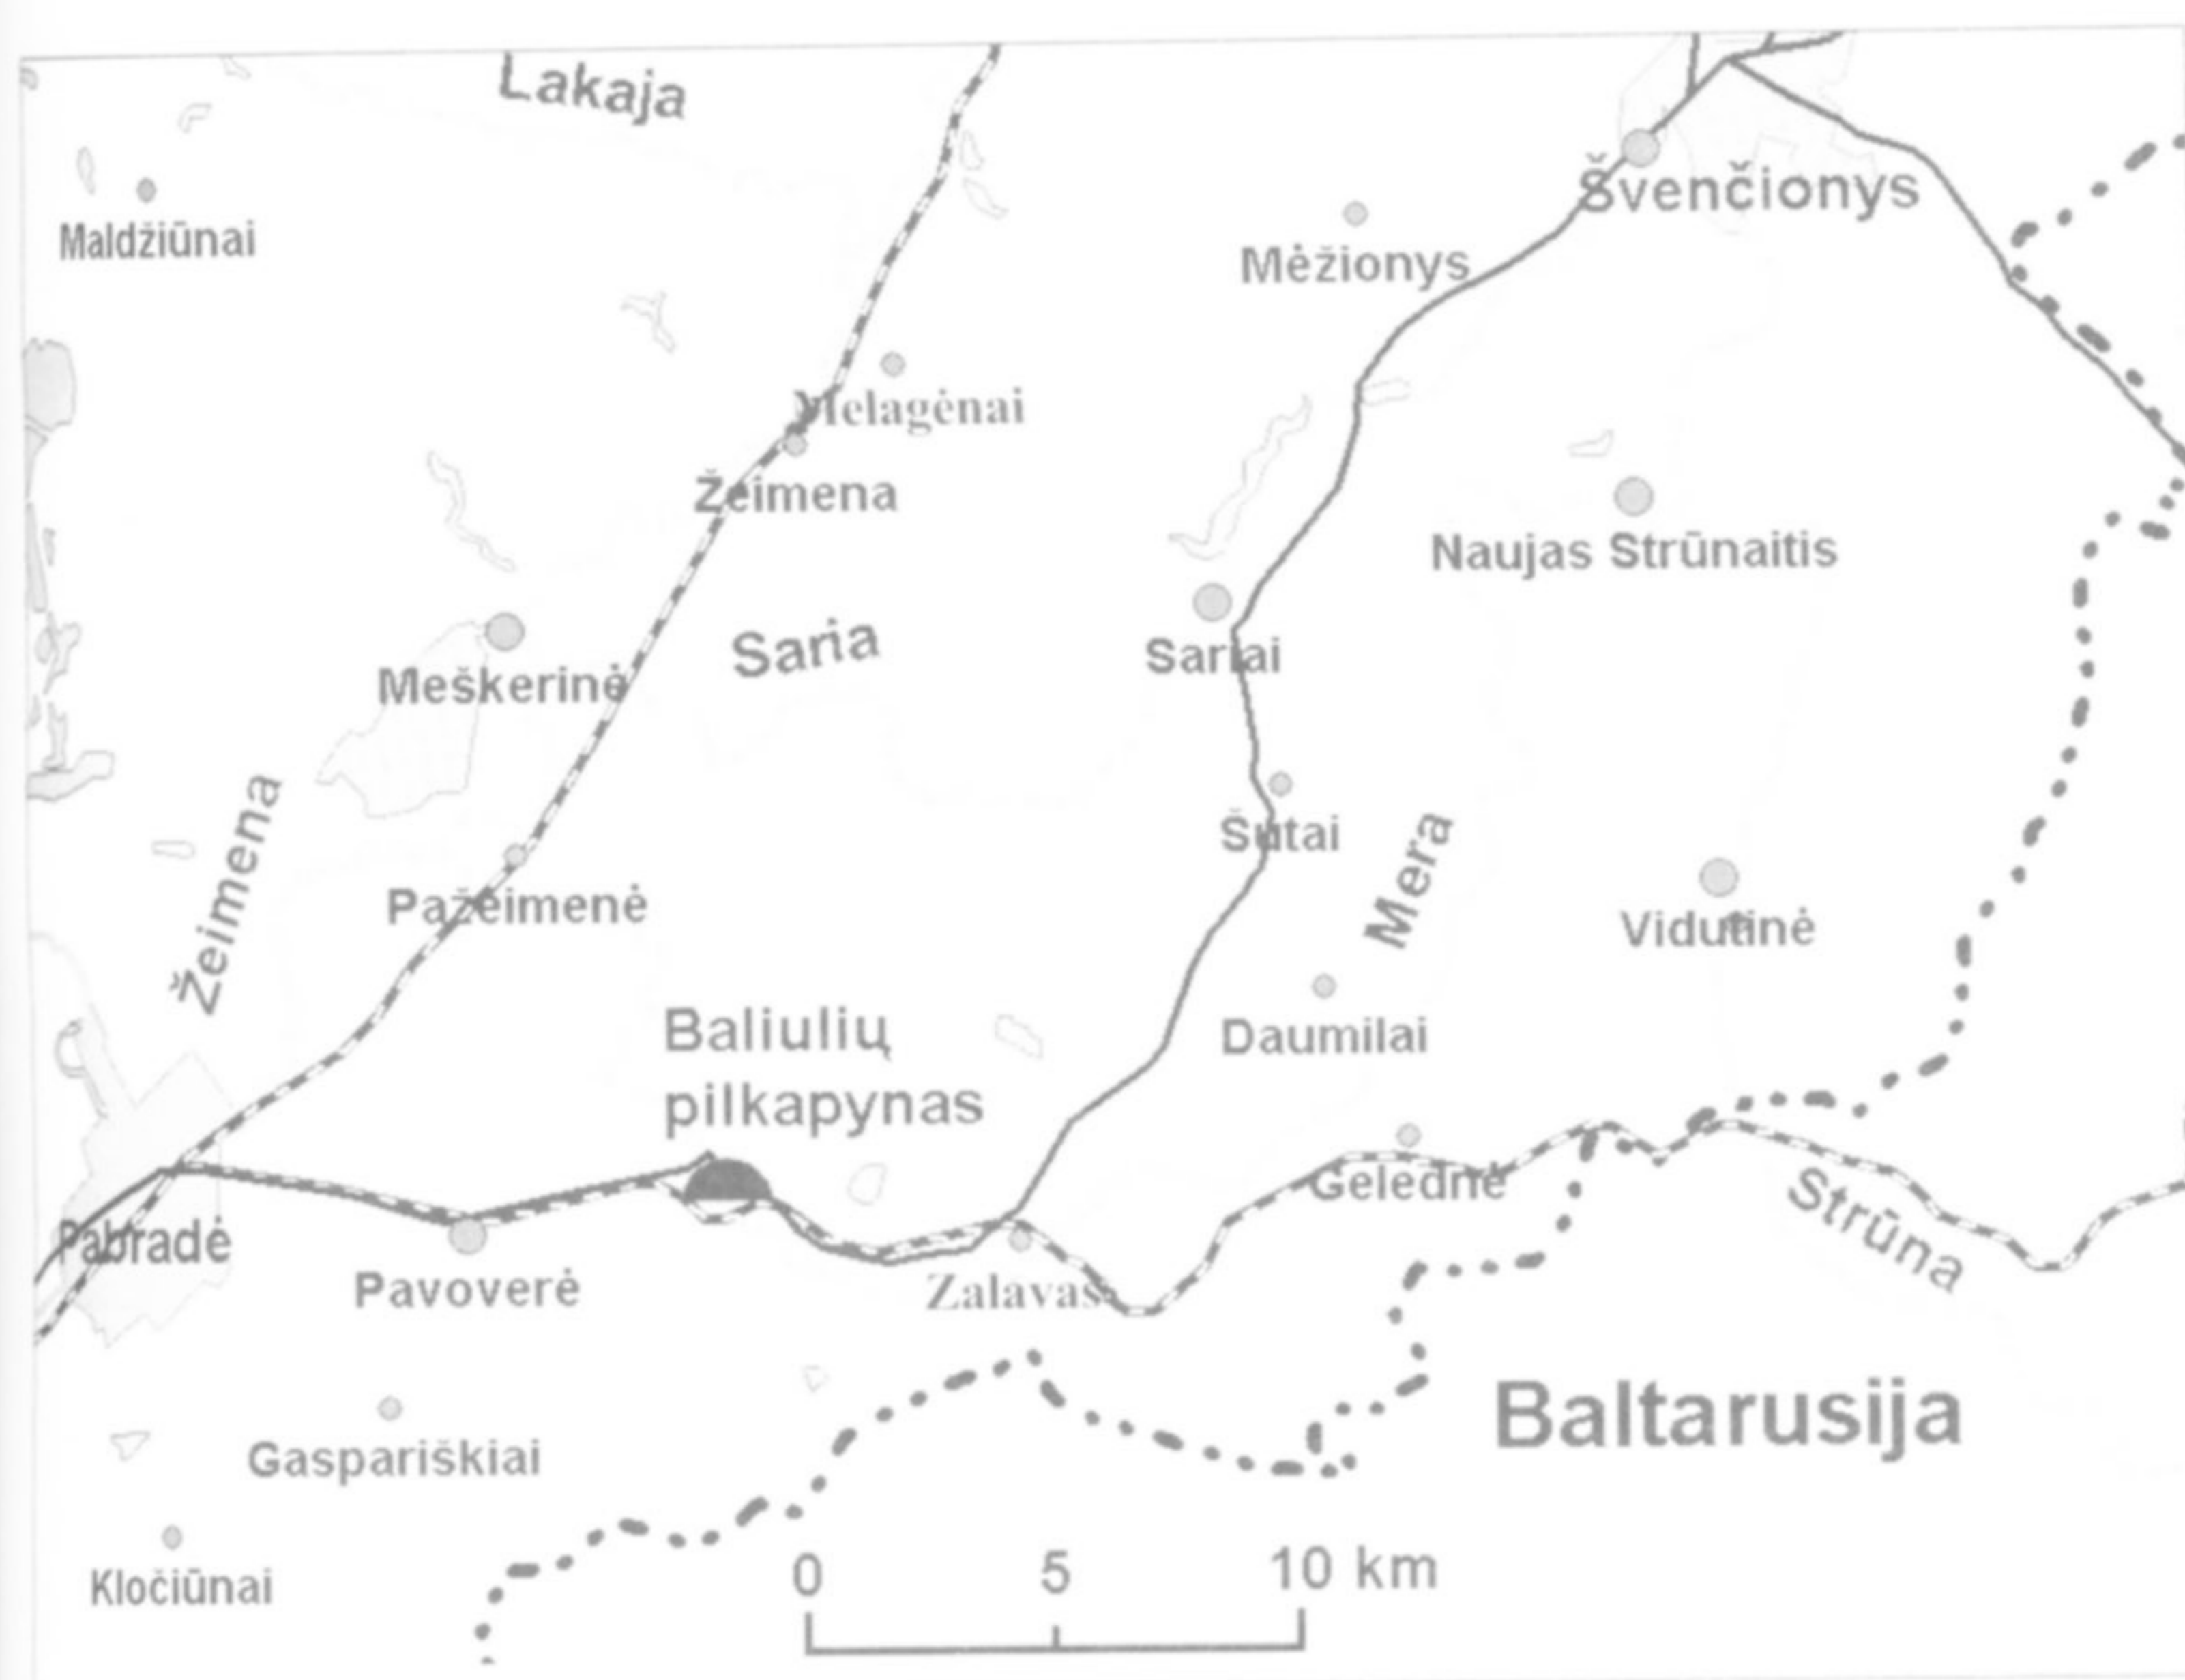 Lakaja
Švenčionys
Maldžiūnai
Mėžionys
Melagėnai
Žeimena
Naujas Strūnaitis
Saria
Sariai
Meškerinė
Žeimena
Šutai
Mera
Pažeimenė
Vidutinė
Baliulių
pilkapynas
Daumilai
Gelednė
Strūna
Pabradė
Pavoverė
Zalavas
Baltarusija
Gaspariškiai
Kločiūnai
0 5 10 km